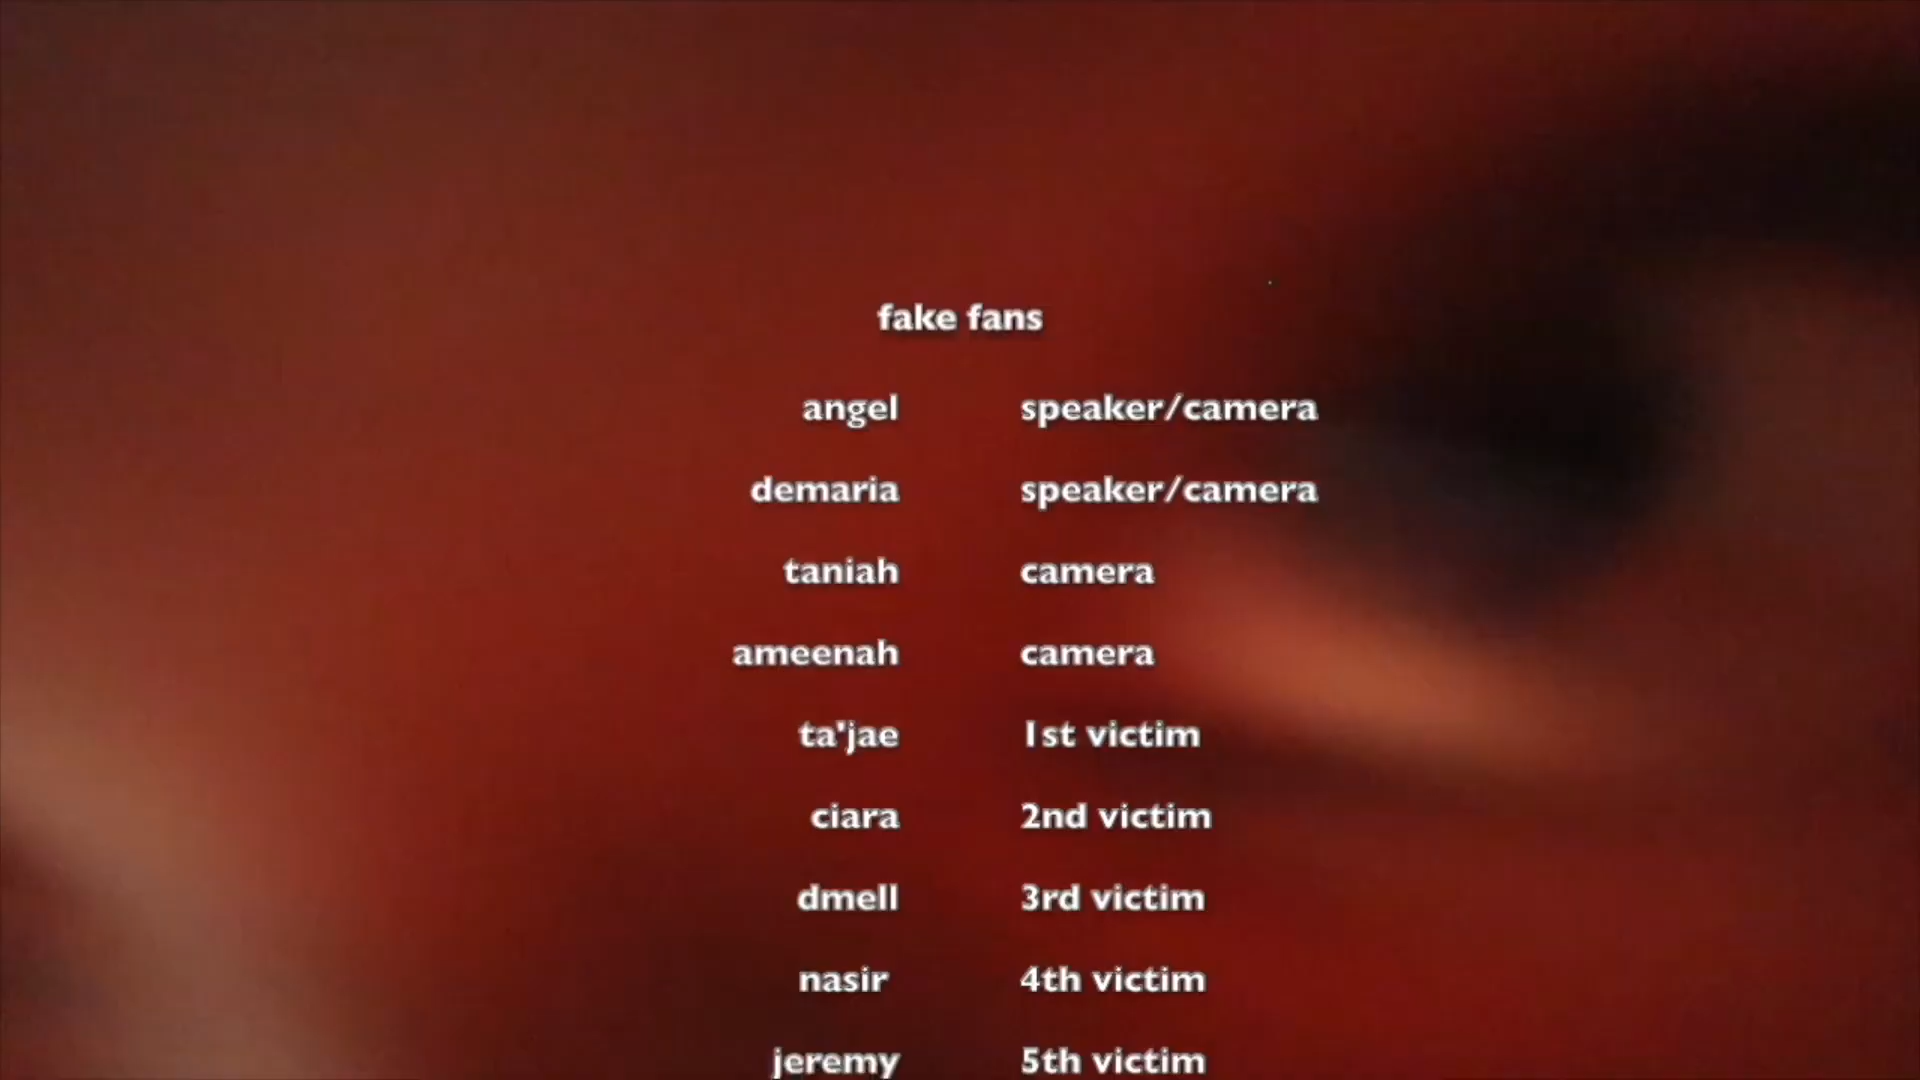 fake fans
angel speaker/camera
demaria speaker/camera
taniah camera
ameenah camera
ta'jae 1st victim
ciara 2nd victim
dmell 3rd victim
nasir 4th victim
jeremy 5th victim